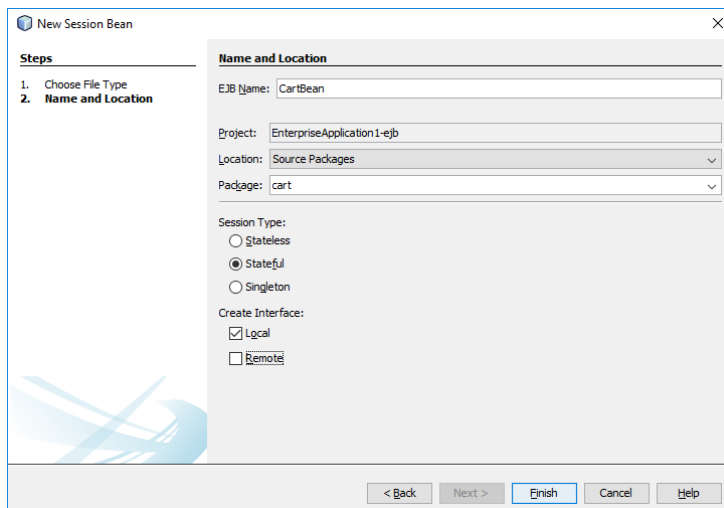 New Session Bean
Steps
1. Choose File Type
2. Name and Location
Name and Location
EJB Name: CartBean
Project: EnterpriseApplication1-ejb
Location: Source Packages
Package: cart
Session Type:
Stateless
Stateful
Singleton
Create Interface:
Local
Remote
< Back Next > Finish Cancel Help